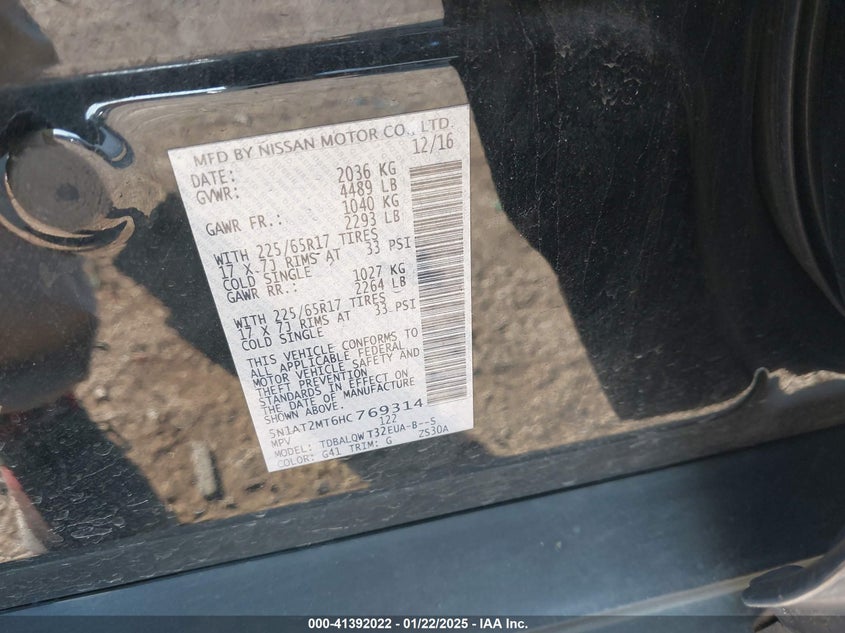 MFD BY NISSAN MOTOR CO., LTD.
DATE: 12/16
GVWR: 2036 KG
4489 LB
GAWR FR.: 1040 KG
2293 LB
WITH 225/65R17 TIRES
17 X 7J RIMS AT 33 PSI
COLD SINGLE
GAWR RR.: 1027 KG
2264 LB
WITH 225/65R17 TIRES
17 X 7J RIMS AT 33 PSI
COLD SINGLE
THIS VEHICLE CONFORMS TO
ALL APPLICABLE FEDERAL
MOTOR VEHICLE SAFETY AND
THEFT PREVENTION
STANDARDS IN EFFECT ON
THE DATE OF MANUFACTURE
SHOWN ABOVE.
5N1AT2MT6HC769314
MPV 122
MODEL: TDBALQWT32EUA-B--S
COLOR: G41 TRIM: G ZS30A
000-41392022 — 01/22/2025 - IAA Inc.